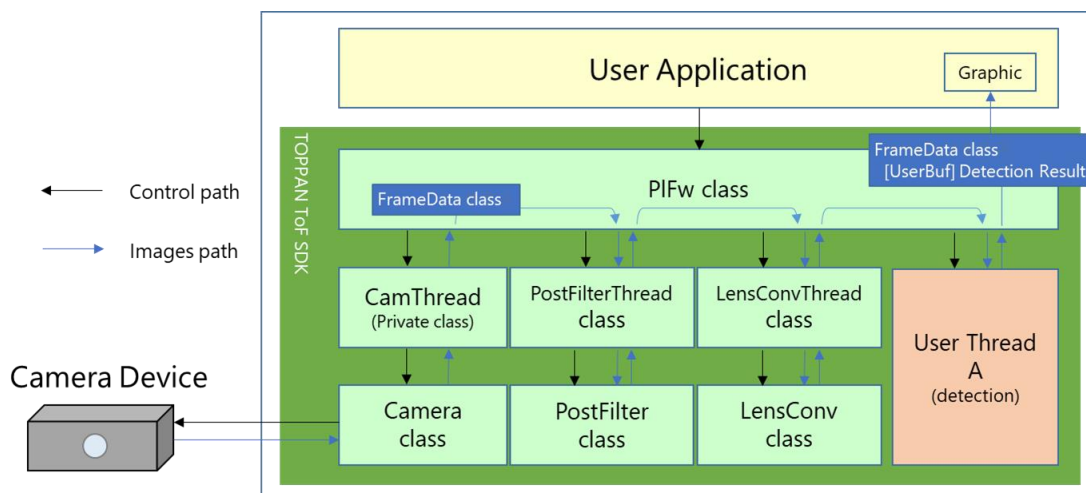 User Application
Graphic
TOPPAN ToF SDK
FrameData class
[UserBuf] Detection Result
PIFw class
FrameData class
Control path
Images path
CamThread
(Private class)
PostFilterThread
class
LensConvThread
class
User Thread
A
(detection)
Camera Device
Camera
class
PostFilter
class
LensConv
class